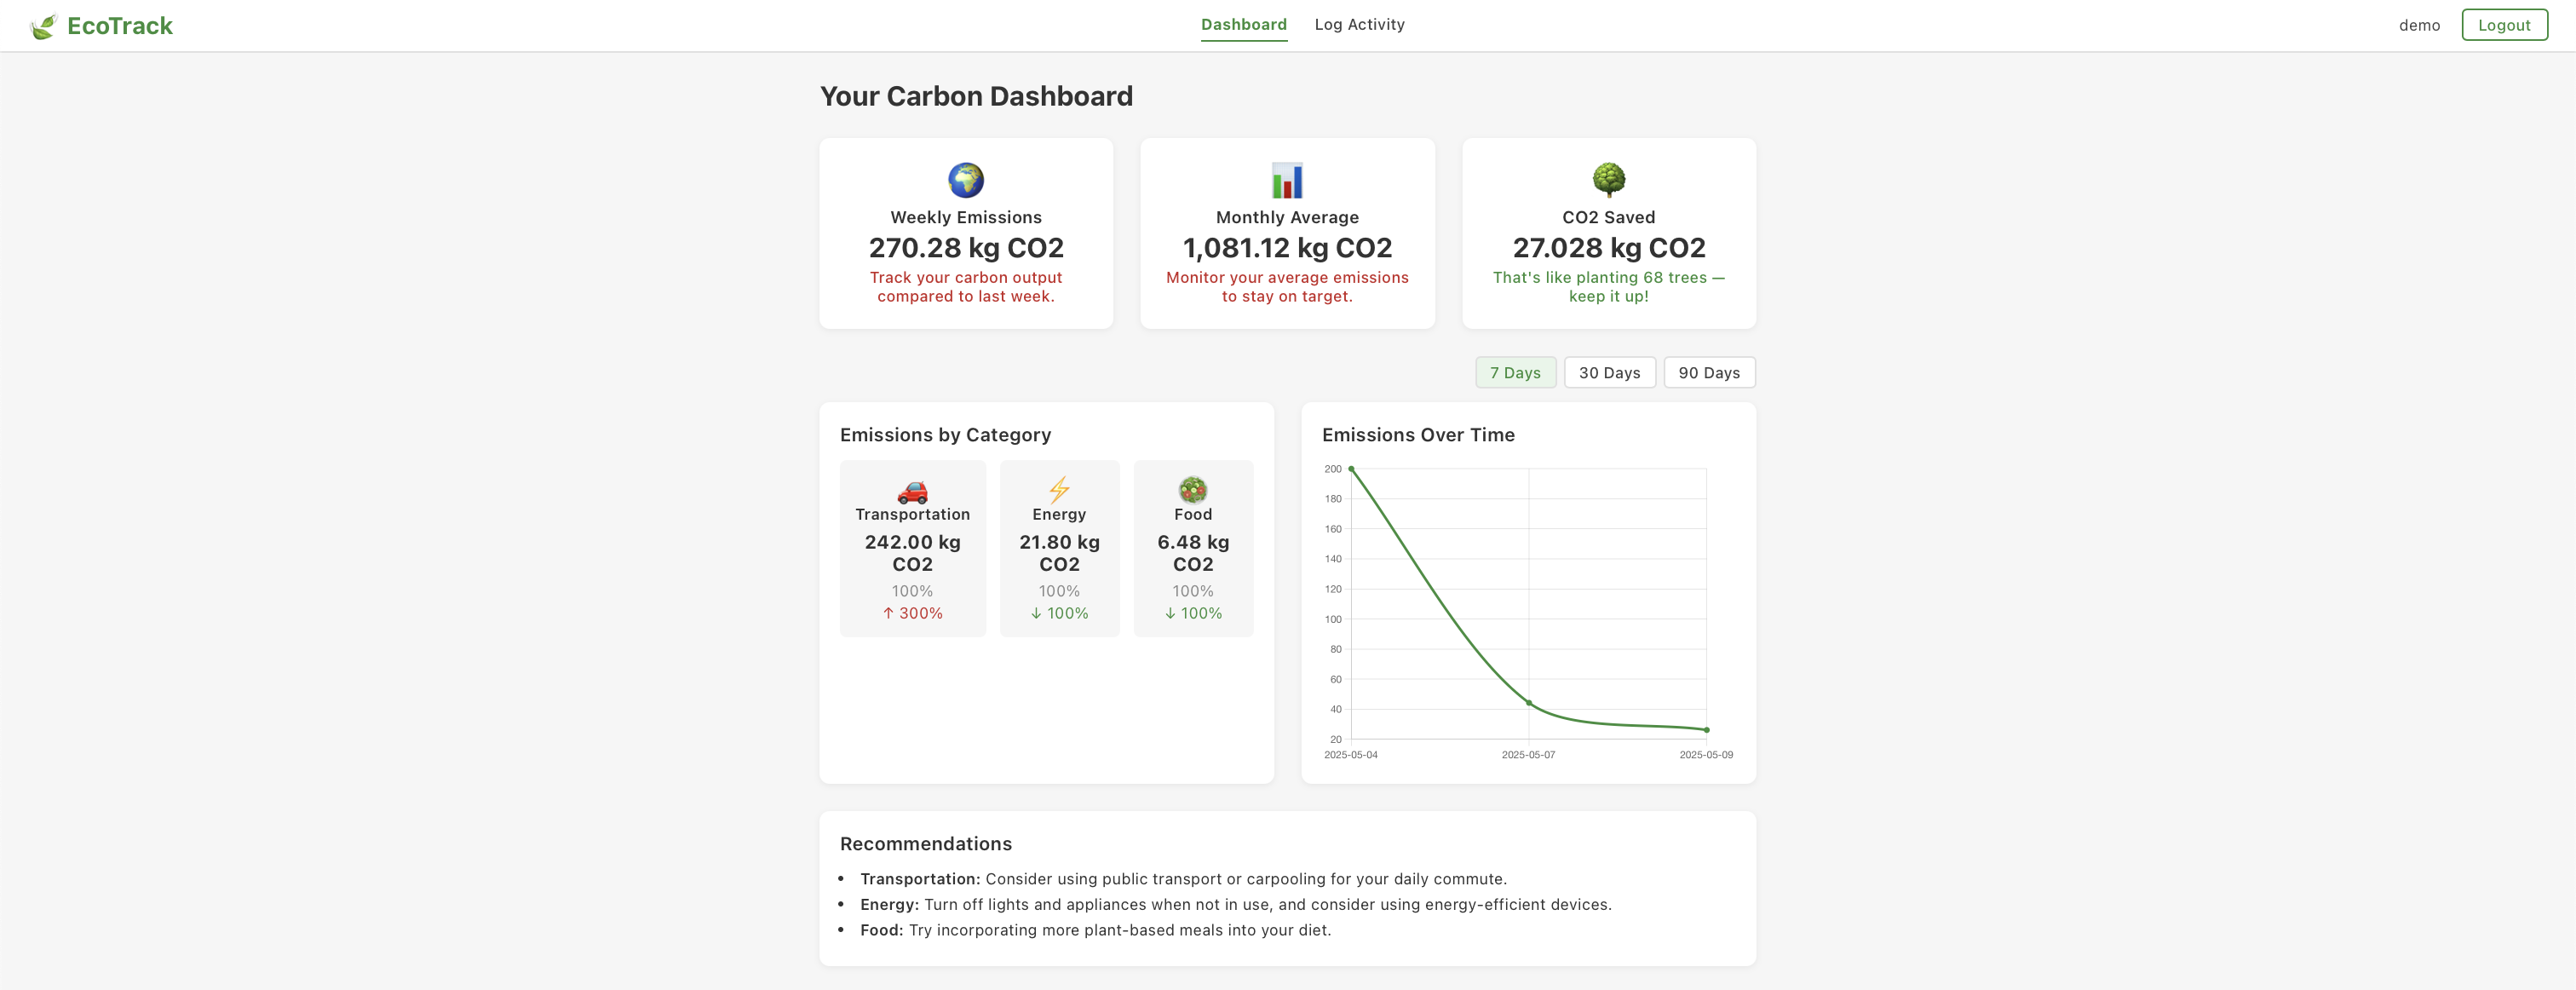 EcoTrack
Dashboard
Log Activity
demo
Logout
Your Carbon Dashboard
Weekly Emissions
270.28 kg CO2
Track your carbon output
compared to last week.
Monthly Average
1,081.12 kg CO2
Monitor your average emissions
to stay on target.
CO2 Saved
27.028 kg CO2
That's like planting 68 trees —
keep it up!
7 Days
30 Days
90 Days
Emissions by Category
Transportation
242.00 kg
CO2
100%
↑ 300%
Energy
21.80 kg
CO2
100%
↓ 100%
Food
6.48 kg
CO2
100%
↓ 100%
Emissions Over Time
200
180
160
140
120
100
80
60
40
20
2025-05-04
2025-05-07
2025-05-09
Recommendations
• Transportation: Consider using public transport or carpooling for your daily commute.
• Energy: Turn off lights and appliances when not in use, and consider using energy-efficient devices.
• Food: Try incorporating more plant-based meals into your diet.